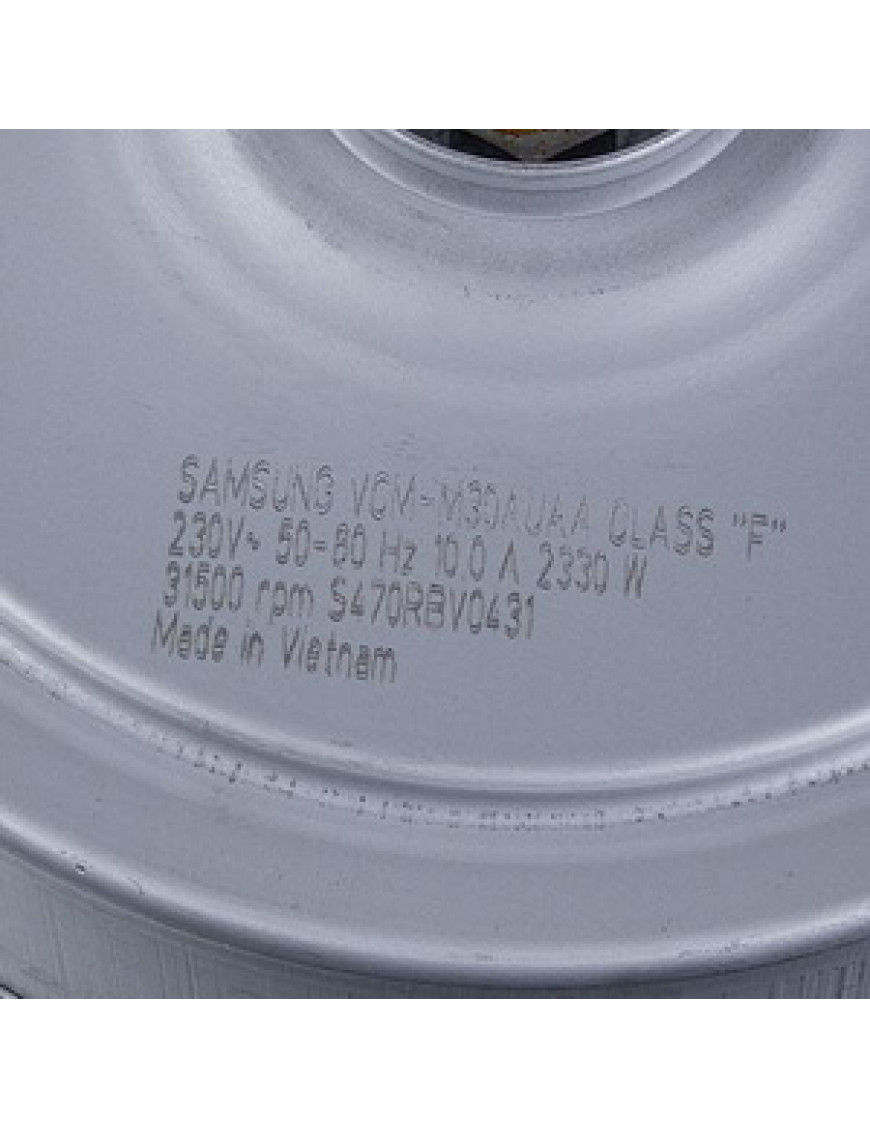 SAMSUNG VCM-M30AUAA CLASS "F"
230V~ 50-60 Hz 10.0 A 2330 W
31500 rpm S470RBV0431
Made in Vietnam